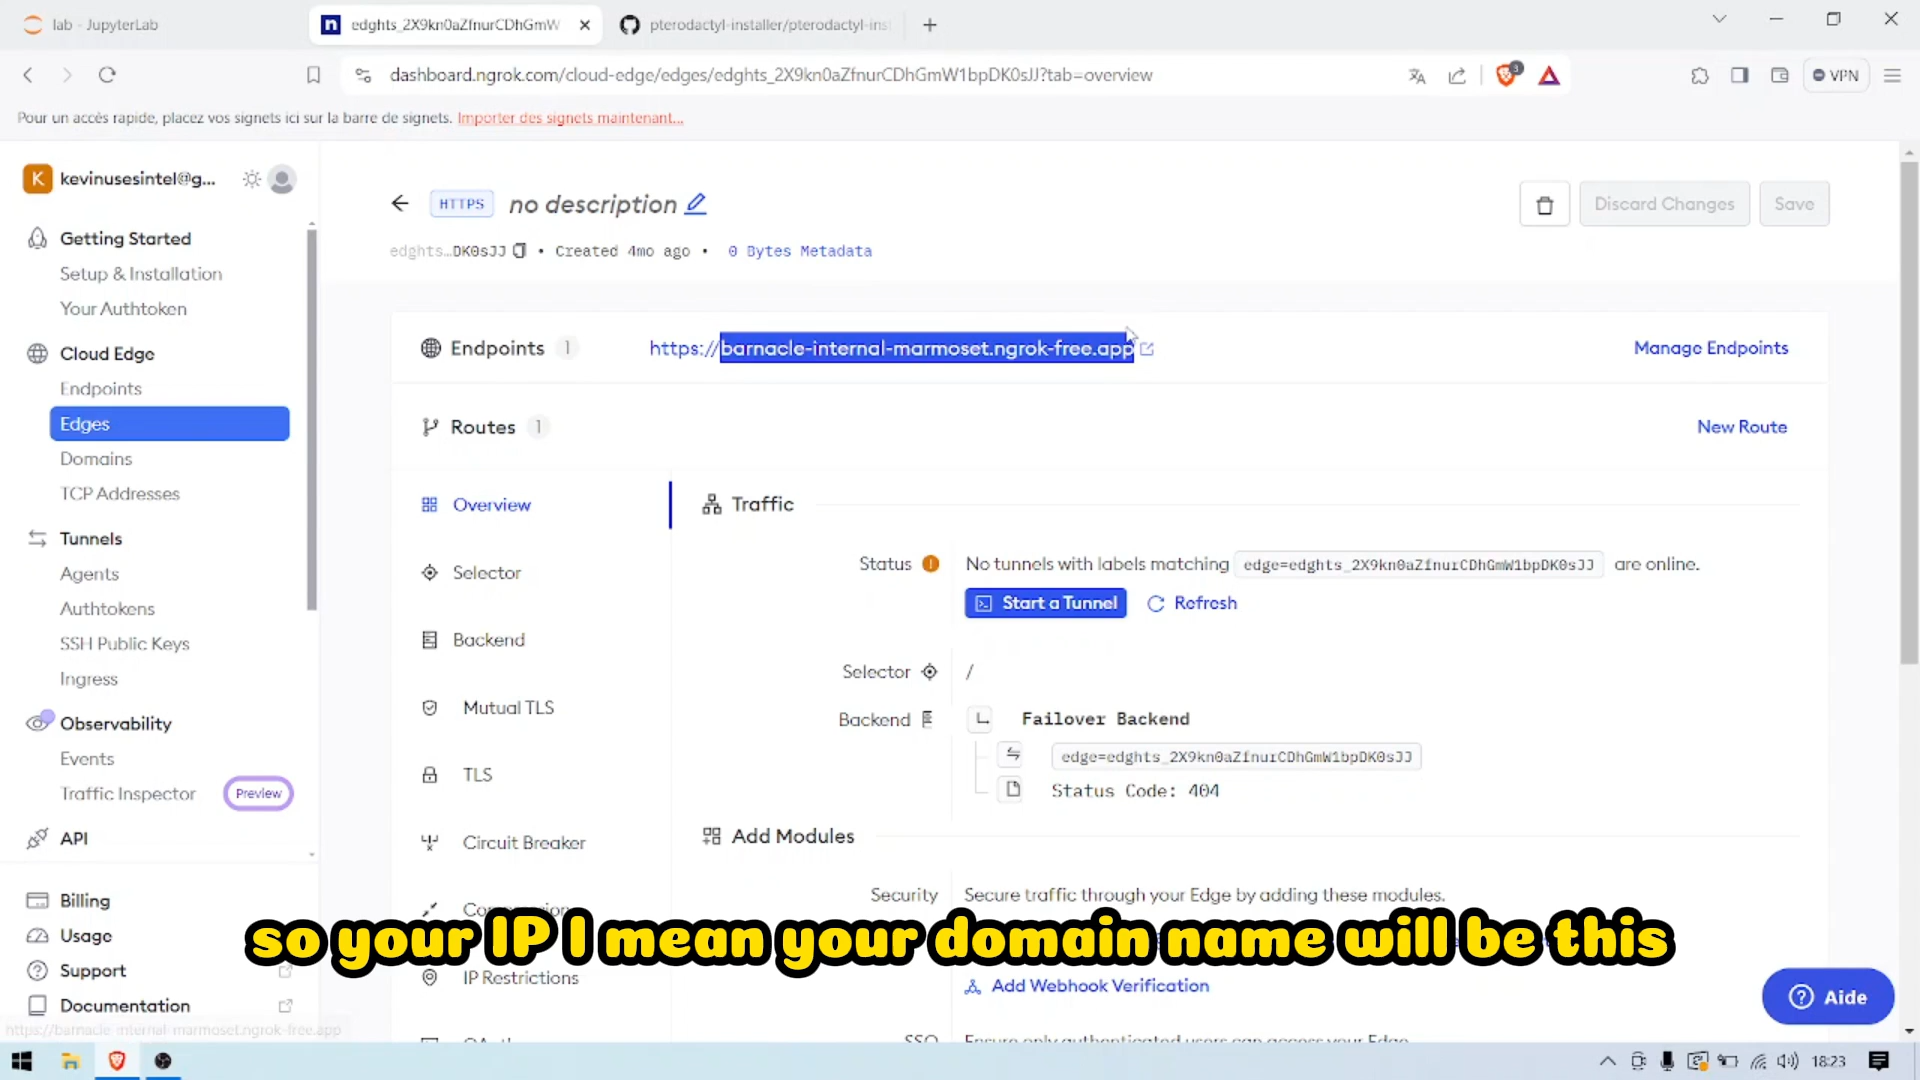 lab - JupyterLab
edghts_2X9kn0aZfnurCDhGmW
pterodactyl-installer/pterodactyl-inst
dashboard.ngrok.com/cloud-edge/edges/edghts_2X9kn0aZfnurCDhGmW1bpDK0sJJ?tab=overview
3
VPN
Pour un accès rapide, placez vos signets ici sur la barre de signets. Importer des signets maintenant...
K
kevinusesintel@g...
Getting Started
Setup & Installation
Your Authtoken
Cloud Edge
Endpoints
Edges
Domains
TCP Addresses
Tunnels
Agents
Authtokens
SSH Public Keys
Ingress
Observability
Events
Traffic Inspector
Preview
API
Billing
Usage
Support
Documentation
https://barnacle-internal-marmoset.ngrok-free.app
HTTPS
no description
Discard Changes
Save
edghts_…DK0sJJ • Created 4mo ago • 0 Bytes Metadata
Endpoints 1
https://barnacle-internal-marmoset.ngrok-free.app
Manage Endpoints
Routes 1
New Route
Overview
Selector
Backend
Mutual TLS
TLS
Circuit Breaker
Compression
IP Restrictions
Traffic
Status
No tunnels with labels matching edge=edghts_2X9kn0aZfnurCDhGmW1bpDK0sJJ are online.
Start a Tunnel
Refresh
Selector
/
Backend
Failover Backend
edge=edghts_2X9kn0aZfnurCDhGmW1bpDK0sJJ
Status Code: 404
Add Modules
Security
Secure traffic through your Edge by adding these modules.
so your IP I mean your domain name will be this
Add Webhook Verification
SSO
Ensure only authenticated users can access your Edge.
Aide
18:23